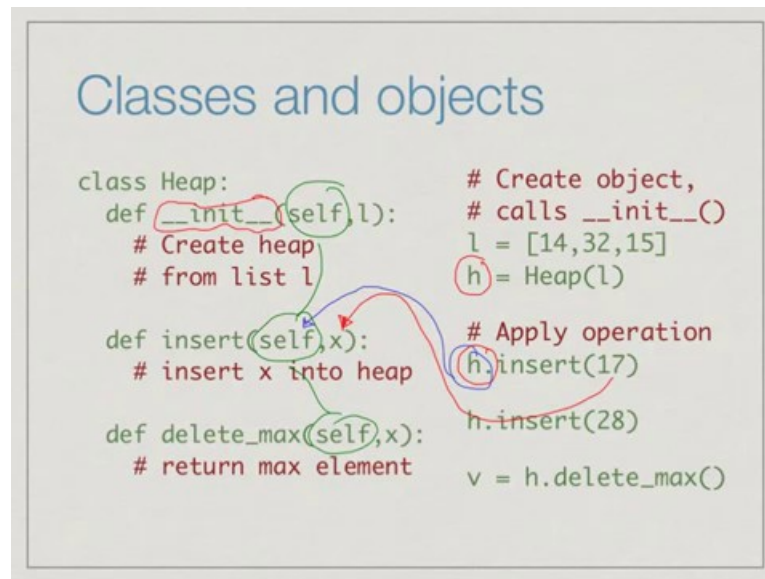 Classes and objects
class Heap:
def __init__(self,l):
# Create heap
# from list l
def insert(self,x):
# insert x into heap
def delete_max(self,x):
# return max element
# Create object,
# calls __init__()
l = [14,32,15]
h = Heap(l)
# Apply operation
h.insert(17)
h.insert(28)
v = h.delete_max()